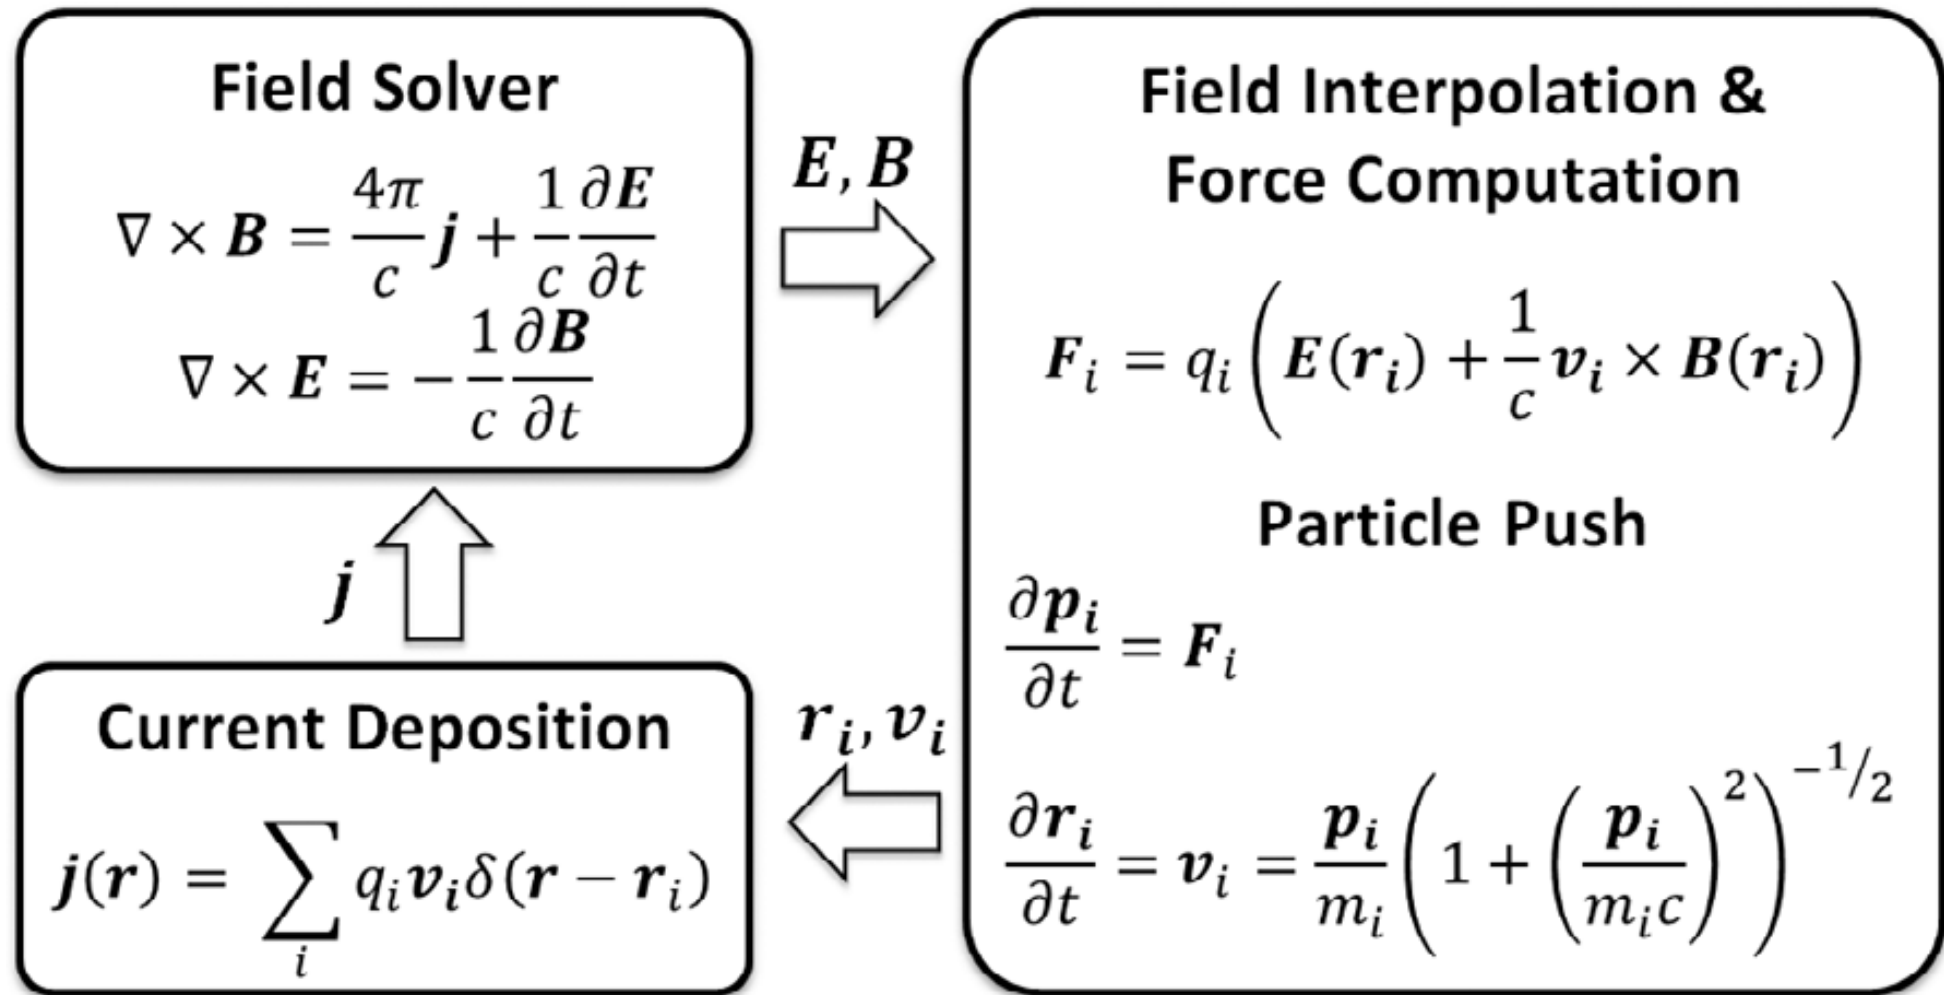 Field Solver
∇ × B = 4π/c j + 1/c ∂E/∂t
∇ × E = − 1/c ∂B/∂t
E, B
Field Interpolation &
Force Computation
F_i = q_i ( E(r_i) + 1/c v_i × B(r_i) )
Particle Push
∂p_i/∂t = F_i
∂r_i/∂t = v_i = p_i/m_i ( 1 + ( p_i/m_i c )^2 )^−1/2
r_i, v_i
Current Deposition
j(r) = ∑_i q_i v_i δ(r − r_i)
j